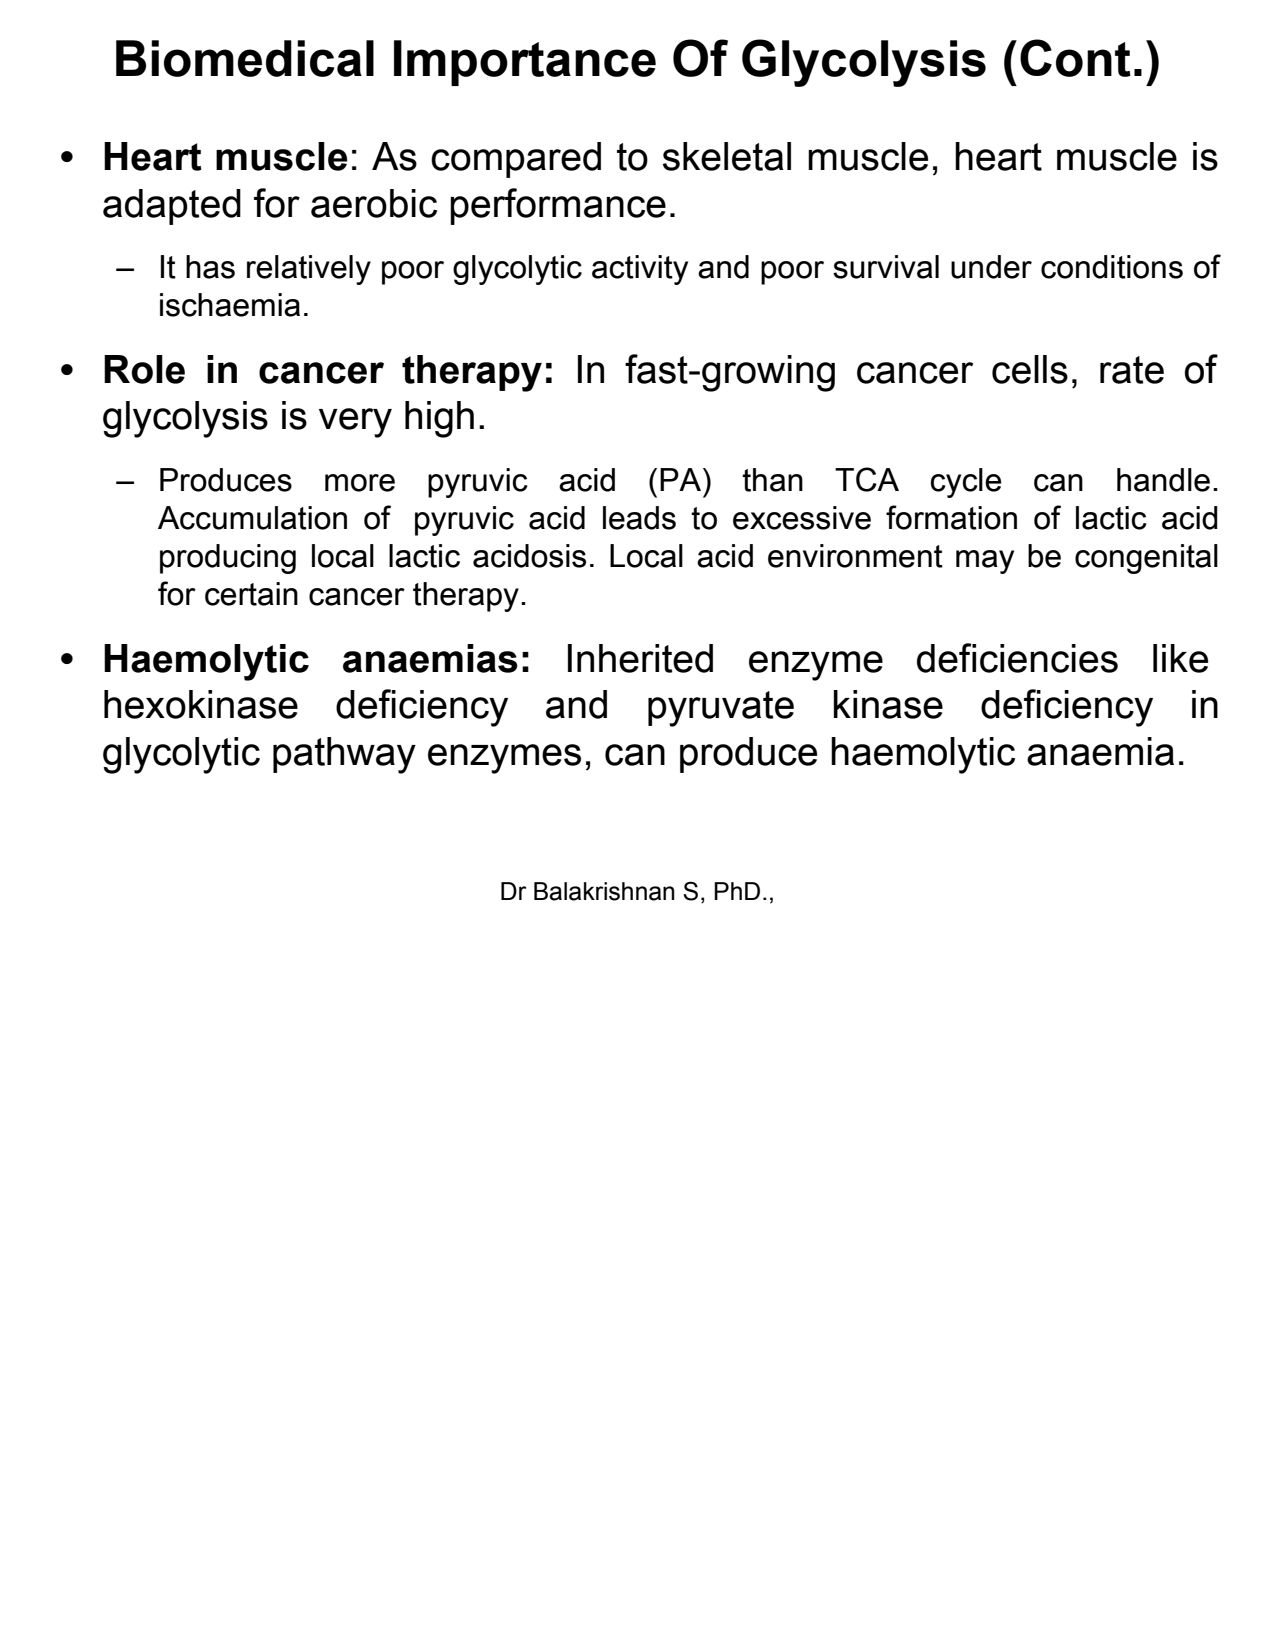 Biomedical Importance Of Glycolysis (Cont.)
• Heart muscle: As compared to skeletal muscle, heart muscle is
adapted for aerobic performance.
– It has relatively poor glycolytic activity and poor survival under conditions of
ischaemia.
• Role in cancer therapy: In fast-growing cancer cells, rate of
glycolysis is very high.
– Produces more pyruvic acid (PA) than TCA cycle can handle.
Accumulation of pyruvic acid leads to excessive formation of lactic acid
producing local lactic acidosis. Local acid environment may be congenital
for certain cancer therapy.
• Haemolytic anaemias: Inherited enzyme deficiencies like
hexokinase deficiency and pyruvate kinase deficiency in
glycolytic pathway enzymes, can produce haemolytic anaemia.
Dr Balakrishnan S, PhD.,